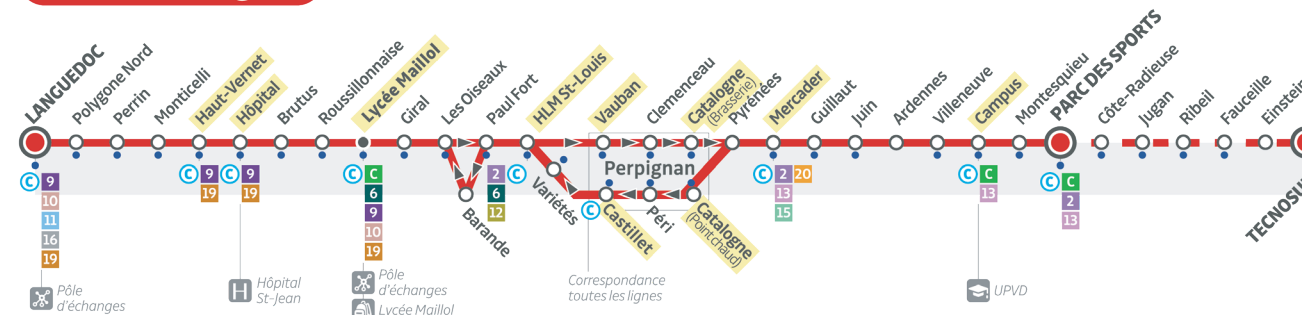 LANGUEDOC
Polygone Nord
Perrin
Monticelli
Haut-Vernet
Hôpital
Brutus
Roussillonnaise
Lycée Maillol
Giral
Les Oiseaux
Paul Fort
HLM St-Louis
Vauban
Clemenceau
Catalogne
(Brasserie)
Pyrénées
Mercader
Guillaut
Juin
Ardennes
Villeneuve
Campus
Montesquieu
PARC DES SPORTS
Côte-Radieuse
Jugan
Ribeil
Fauceille
Einstein
TECNOSU
Perpignan
Barande
Variétés
Castillet
Péri
Catalogne
(Point chaud)
C 9
10
11
16
19
C 9
19
C 9
19
C C
6
9
10
19
2
6
12
C
C
C 2 20
13
15
C C
13
C C
2
13
Pôle
d'échanges
H Hôpital
St-Jean
Pôle
d'échanges
Lycée Maillol
Correspondance
toutes les lignes
UPVD